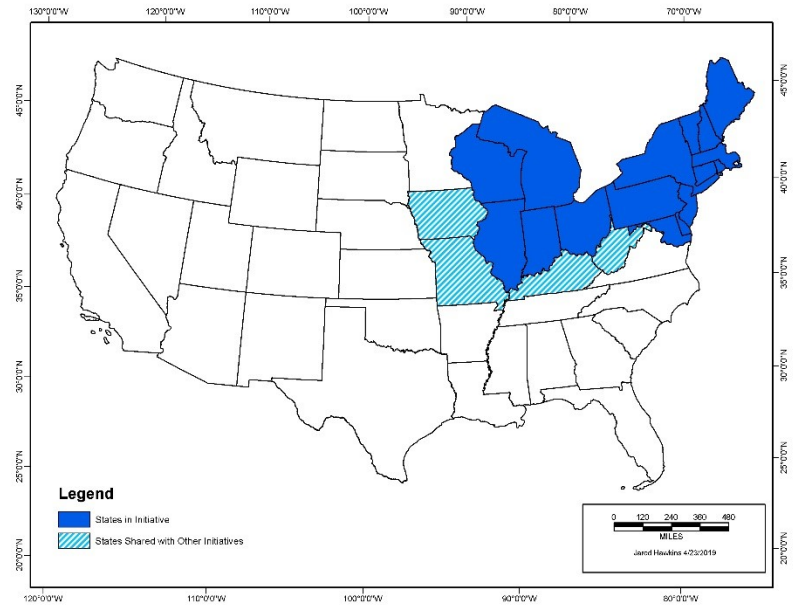 130°0'0"W 120°0'0"W 110°0'0"W 100°0'0"W 90°0'0"W 80°0'0"W 70°0'0"W
45°0'0"N 45°0'0"N
40°0'0"N 40°0'0"N
35°0'0"N 35°0'0"N
30°0'0"N 30°0'0"N
25°0'0"N 25°0'0"N
20°0'0"N 20°0'0"N
Legend
States in Initiative
States Shared with Other Initiatives
0 120 240 360 480
MILES
Jarod Hawkins 4/23/2019
120°0'0"W 110°0'0"W 100°0'0"W 90°0'0"W 80°0'0"W